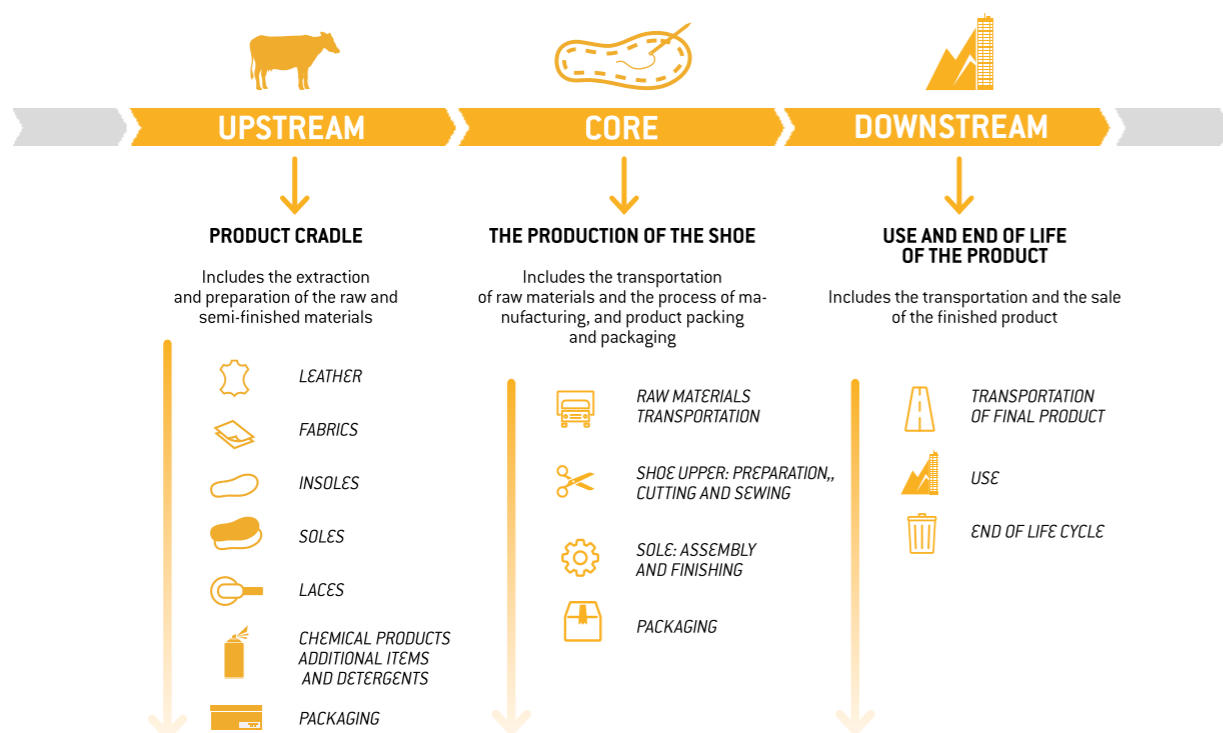 UPSTREAM
CORE
DOWNSTREAM
PRODUCT CRADLE
Includes the extraction
and preparation of the raw and
semi-finished materials
LEATHER
FABRICS
INSOLES
SOLES
LACES
CHEMICAL PRODUCTS
ADDITIONAL ITEMS
AND DETERGENTS
PACKAGING
THE PRODUCTION OF THE SHOE
Includes the transportation
of raw materials and the process of ma-
nufacturing, and product packing
and packaging
RAW MATERIALS
TRANSPORTATION
SHOE UPPER: PREPARATION,,
CUTTING AND SEWING
SOLE: ASSEMBLY
AND FINISHING
PACKAGING
USE AND END OF LIFE
OF THE PRODUCT
Includes the transportation and the sale
of the finished product
TRANSPORTATION
OF FINAL PRODUCT
USE
END OF LIFE CYCLE